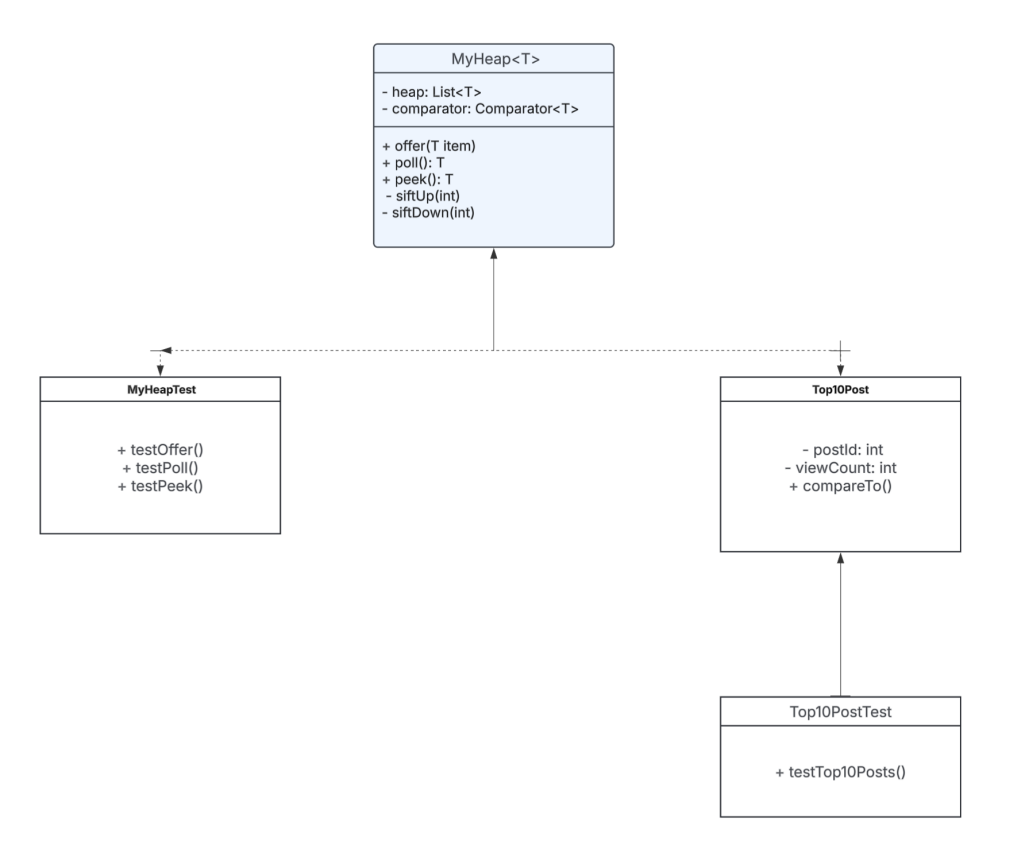 MyHeap<T>
- heap: List<T>
- comparator: Comparator<T>
+ offer(T item)
+ poll(): T
+ peek(): T
- siftUp(int)
- siftDown(int)
MyHeapTest
+ testOffer()
+ testPoll()
+ testPeek()
Top10Post
- postId: int
- viewCount: int
+ compareTo()
Top10PostTest
+ testTop10Posts()